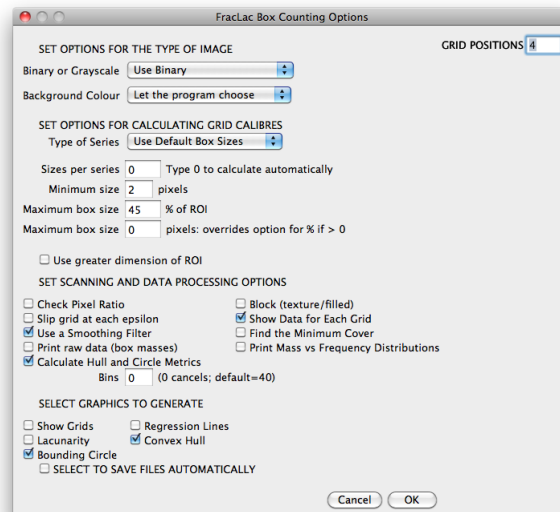 FracLac Box Counting Options
SET OPTIONS FOR THE TYPE OF IMAGE
GRID POSITIONS 4
Binary or Grayscale Use Binary
Background Colour Let the program choose
SET OPTIONS FOR CALCULATING GRID CALIBRES
Type of Series Use Default Box Sizes
Sizes per series 0 Type 0 to calculate automatically
Minimum size 2 pixels
Maximum box size 45 % of ROI
Maximum box size 0 pixels: overrides option for % if > 0
Use greater dimension of ROI
SET SCANNING AND DATA PROCESSING OPTIONS
Check Pixel Ratio Block (texture/filled)
Slip grid at each epsilon Show Data for Each Grid
Use a Smoothing Filter Find the Minimum Cover
Print raw data (box masses) Print Mass vs Frequency Distributions
Calculate Hull and Circle Metrics
Bins 0 (0 cancels; default=40)
SELECT GRAPHICS TO GENERATE
Show Grids Regression Lines
Lacunarity Convex Hull
Bounding Circle
SELECT TO SAVE FILES AUTOMATICALLY
Cancel OK